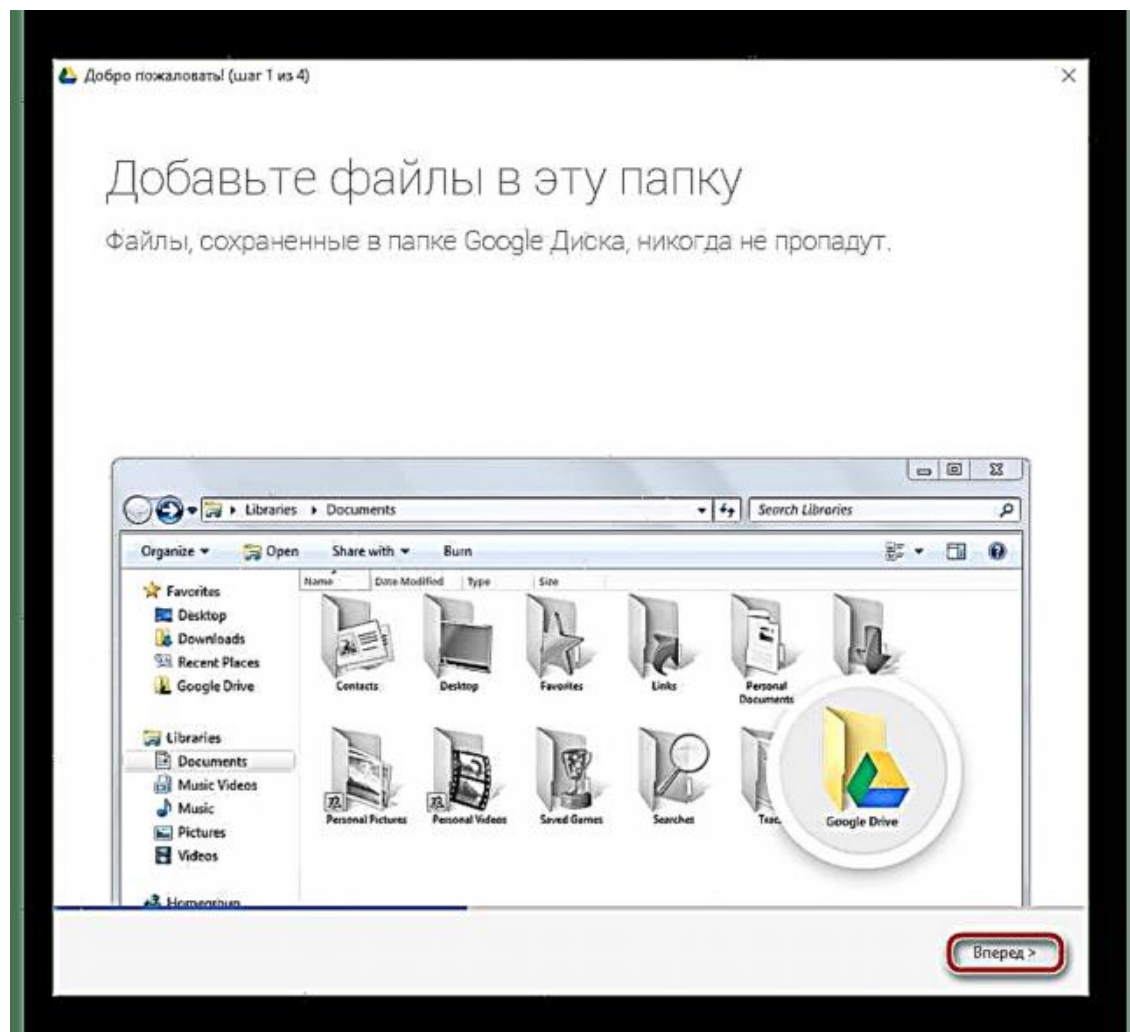 Добро пожаловать! (шаг 1 из 4)
Добавьте файлы в эту папку
Файлы, сохраненные в папке Google Диска, никогда не пропадут.
Libraries Documents
Search Libraries
Organize Open Share with Burn
Name Date Modified Type Size
Favorites
Desktop
Downloads
Recent Places
Google Drive
Libraries
Documents
Music Videos
Music
Pictures
Videos
Homegroup
Contacts Desktop Favorites Links Personal
Documents
Personal Pictures Personal Videos Saved Games Searches
Google Drive
Вперед >